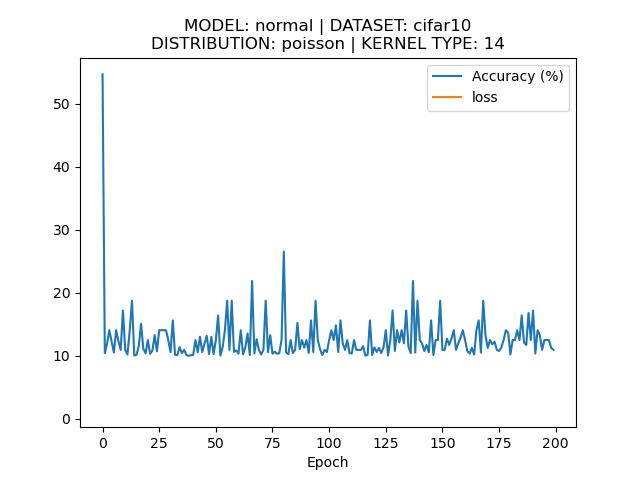 MODEL: normal | DATASET: cifar10
DISTRIBUTION: poisson | KERNEL TYPE: 14
Accuracy (%)
loss
50
40
30
20
10
0
0 25 50 75 100 125 150 175 200
Epoch